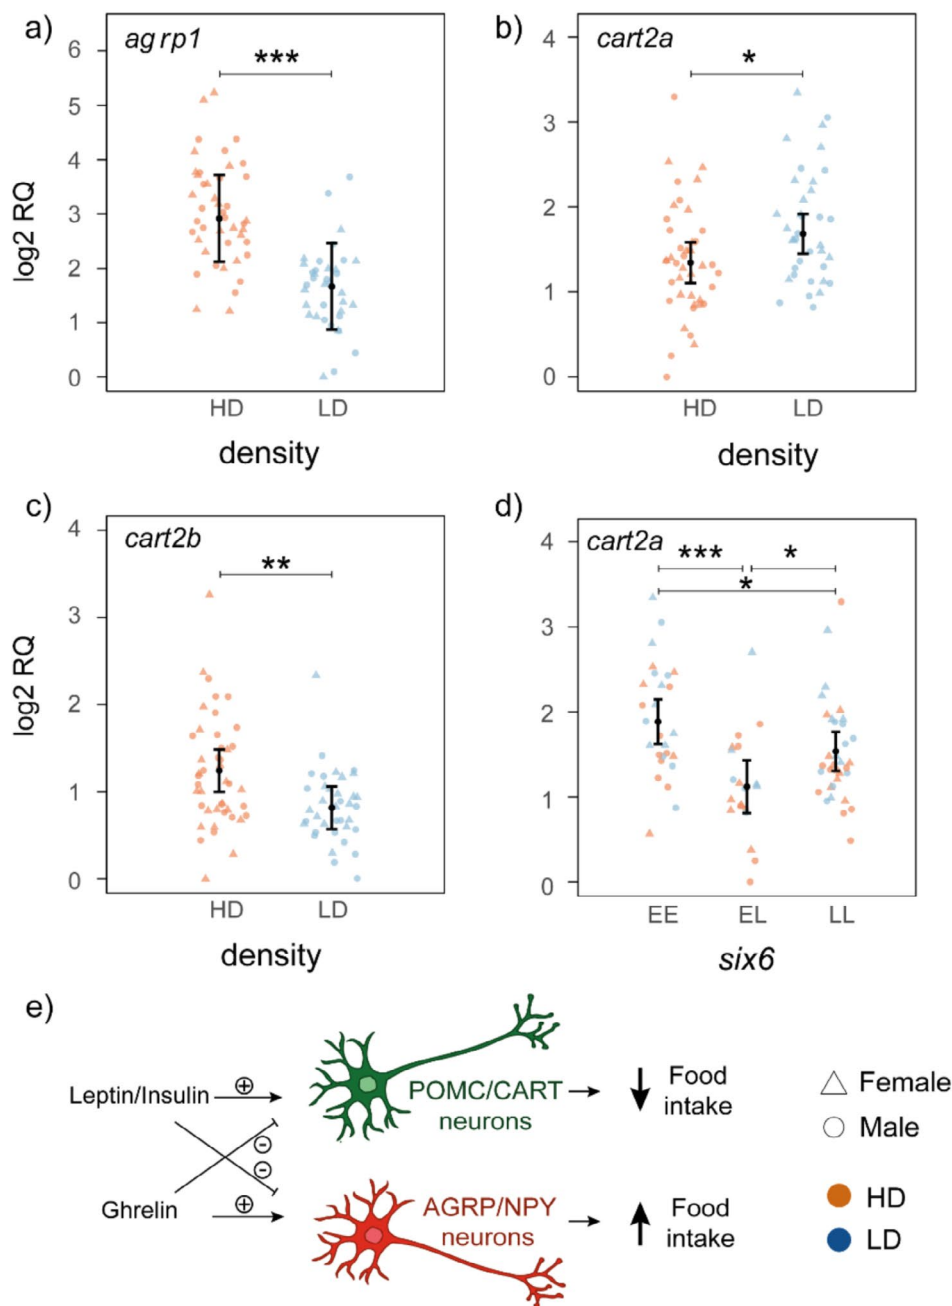 a)
agrp1
***
log2 RQ
6
5
4
3
2
1
0
HD LD
density
b)
cart2a
*
4
3
2
1
0
HD LD
density
c)
cart2b
**
log2 RQ
4
3
2
1
0
HD LD
density
d)
cart2a
*** *
*
4
3
2
1
0
EE EL LL
six6
e)
Leptin/Insulin
+
POMC/CART
neurons
Food
intake
-
-
Ghrelin
+
AGRP/NPY
neurons
Food
intake
Female
Male
HD
LD